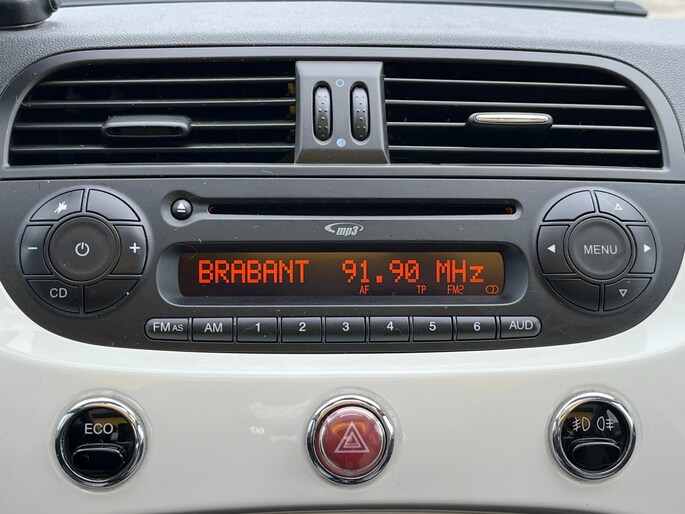 mp3
BRABANT 91.90 MHz
AF TP FM2
MENU
CD
FM AS AM 1 2 3 4 5 6 AUD
ECO